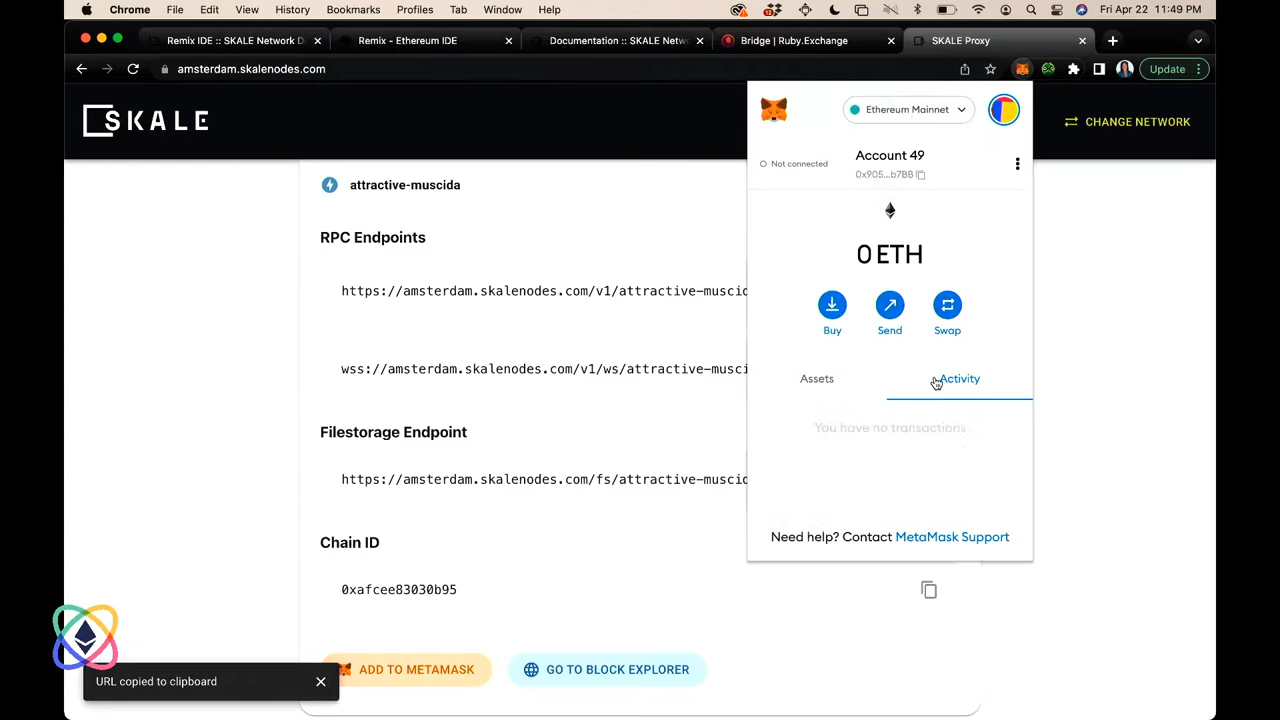 Chrome File Edit View History Bookmarks Profiles Tab Window Help Fri Apr 22 11:49 PM
Remix IDE :: SKALE Network D
Remix - Ethereum IDE
Documentation :: SKALE Netw
Bridge | Ruby.Exchange
SKALE Proxy
amsterdam.skalenodes.com
Update
SKALE
CHANGE NETWORK
Ethereum Mainnet
Not connected
Account 49
0x905...b7BB
0 ETH
Buy Send Swap
Assets Activity
You have no transactions
Need help? Contact MetaMask Support
attractive-muscida
RPC Endpoints
https://amsterdam.skalenodes.com/v1/attractive-muscid
wss://amsterdam.skalenodes.com/v1/ws/attractive-musc
Filestorage Endpoint
https://amsterdam.skalenodes.com/fs/attractive-muscid
Chain ID
0xafcee83030b95
ADD TO METAMASK
GO TO BLOCK EXPLORER
URL copied to clipboard